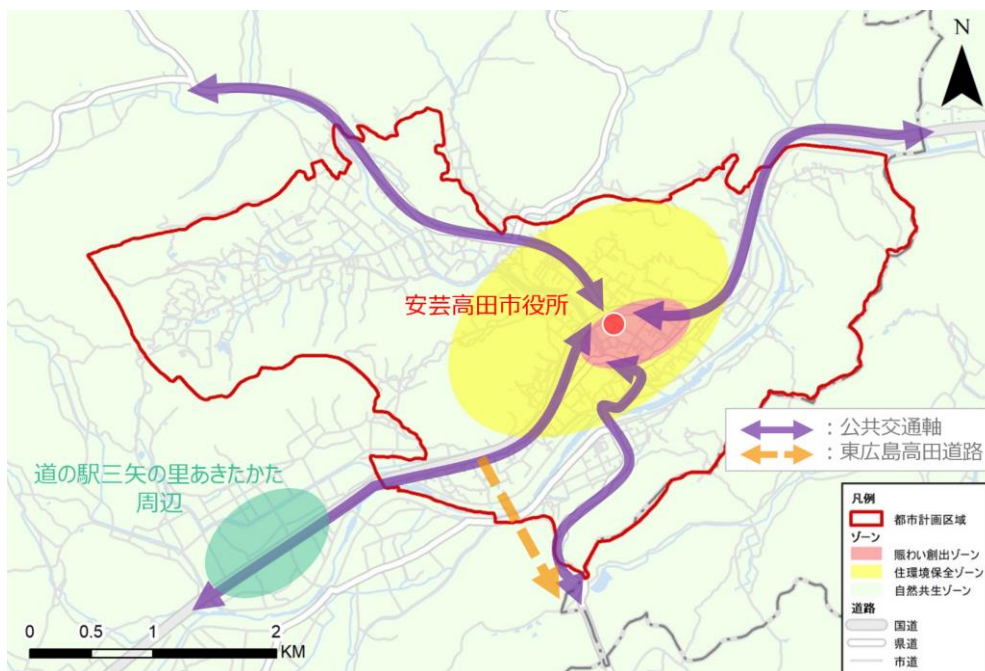 N
安芸高田市役所
道の駅三矢の里あきたかた
周辺
：公共交通軸
：東広島高田道路
凡例
都市計画区域
ゾーン
賑わい創出ゾーン
住環境保全ゾーン
自然共生ゾーン
道路
国道
県道
市道
0 0.5 1 2
KM